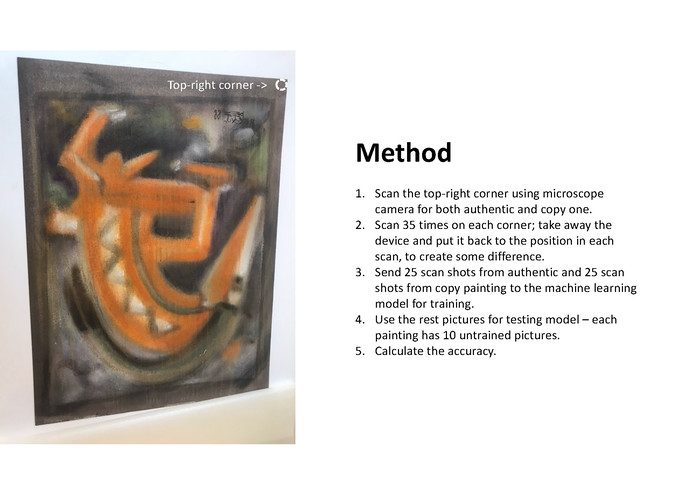 Top-right corner ->
Method
1. Scan the top-right corner using microscope
camera for both authentic and copy one.
2. Scan 35 times on each corner; take away the
device and put it back to the position in each
scan, to create some difference.
3. Send 25 scan shots from authentic and 25 scan
shots from copy painting to the machine learning
model for training.
4. Use the rest pictures for testing model – each
painting has 10 untrained pictures.
5. Calculate the accuracy.